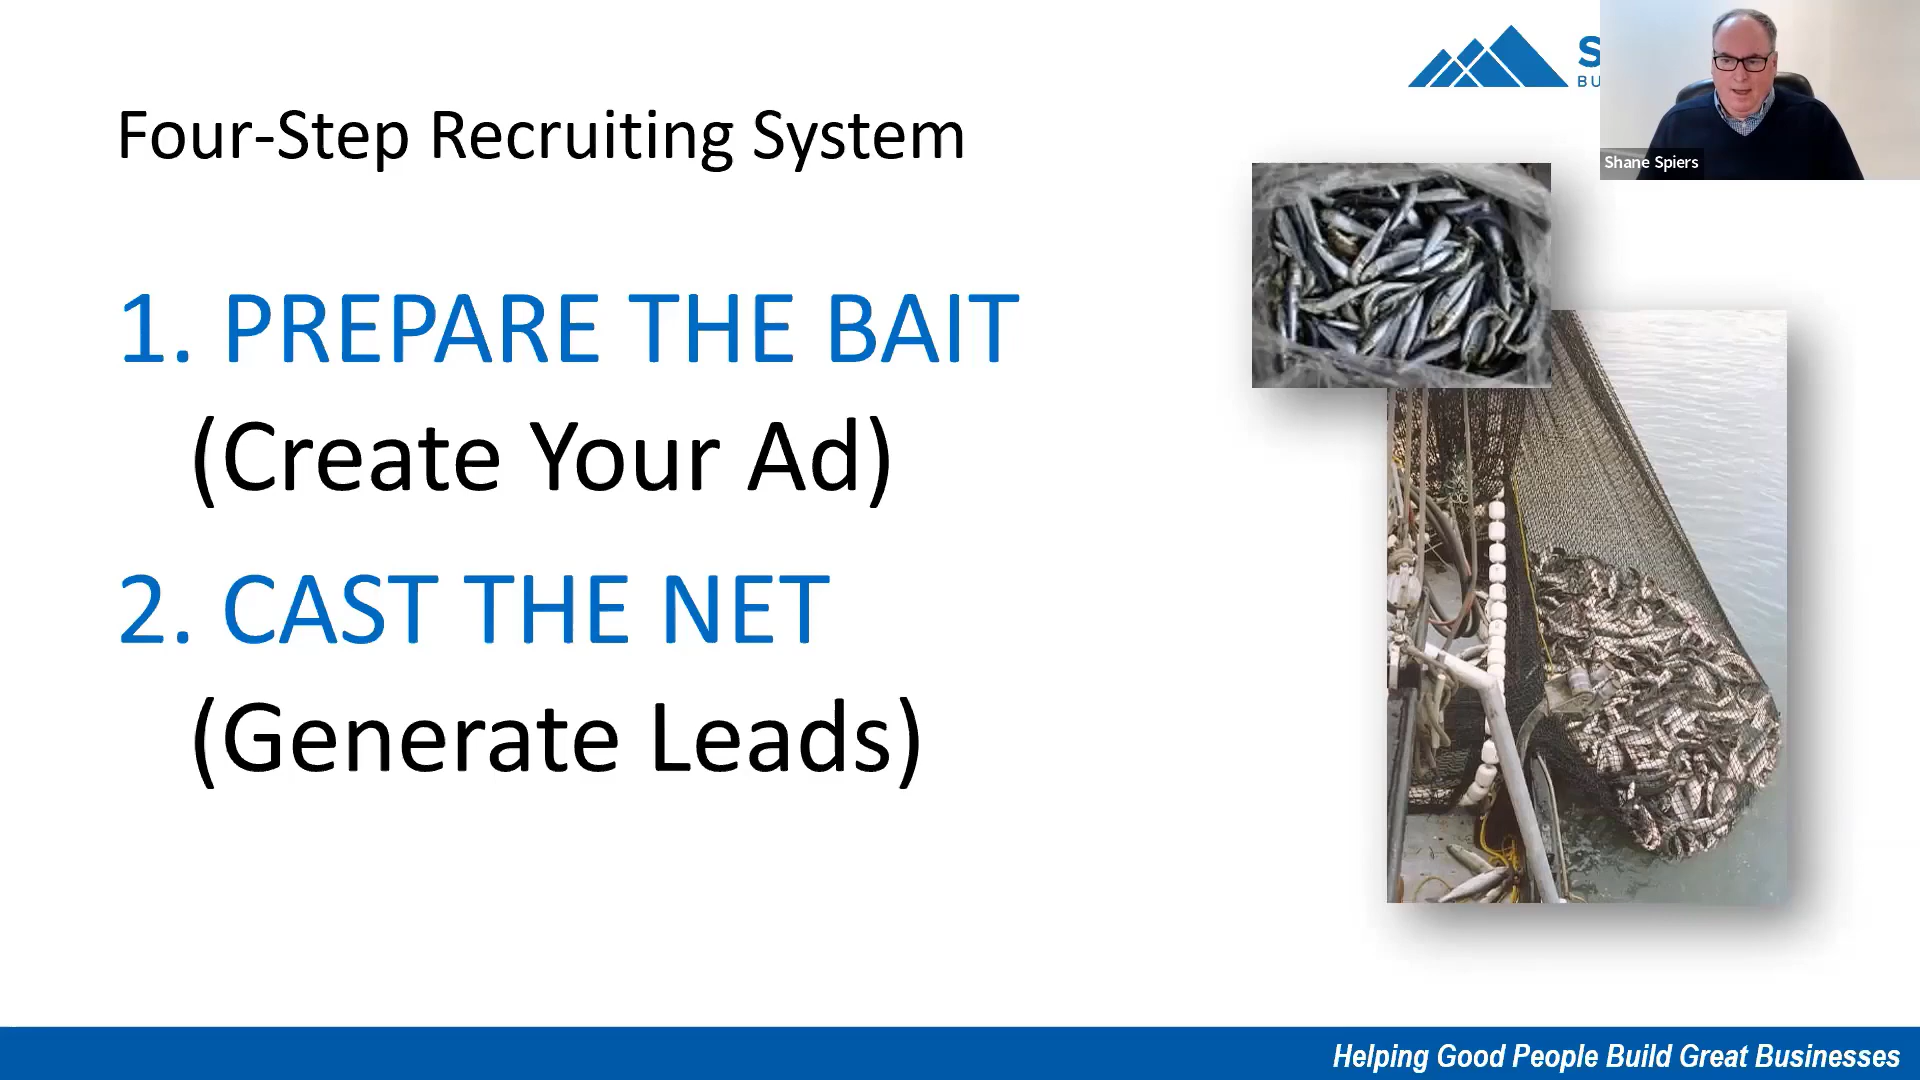 Four-Step Recruiting System
1. PREPARE THE BAIT
(Create Your Ad)
2. CAST THE NET
(Generate Leads)
Shane Spiers
Helping Good People Build Great Businesses